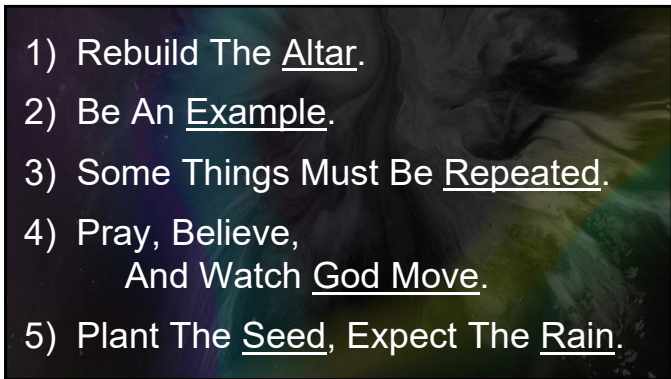 1) Rebuild The Altar.
2) Be An Example.
3) Some Things Must Be Repeated.
4) Pray, Believe,
And Watch God Move.
5) Plant The Seed, Expect The Rain.